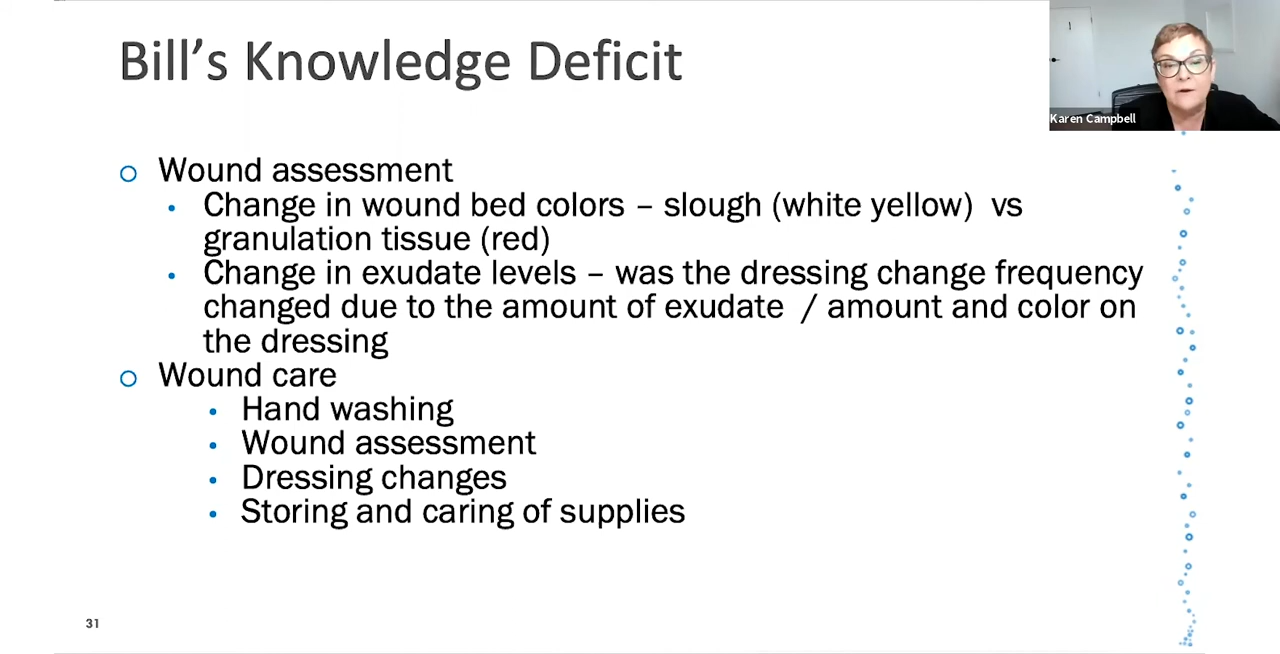 Bill’s Knowledge Deficit
Karen Campbell
Wound assessment
Change in wound bed colors – slough (white yellow) vs
granulation tissue (red)
Change in exudate levels – was the dressing change frequency
changed due to the amount of exudate / amount and color on
the dressing
Wound care
Hand washing
Wound assessment
Dressing changes
Storing and caring of supplies
31